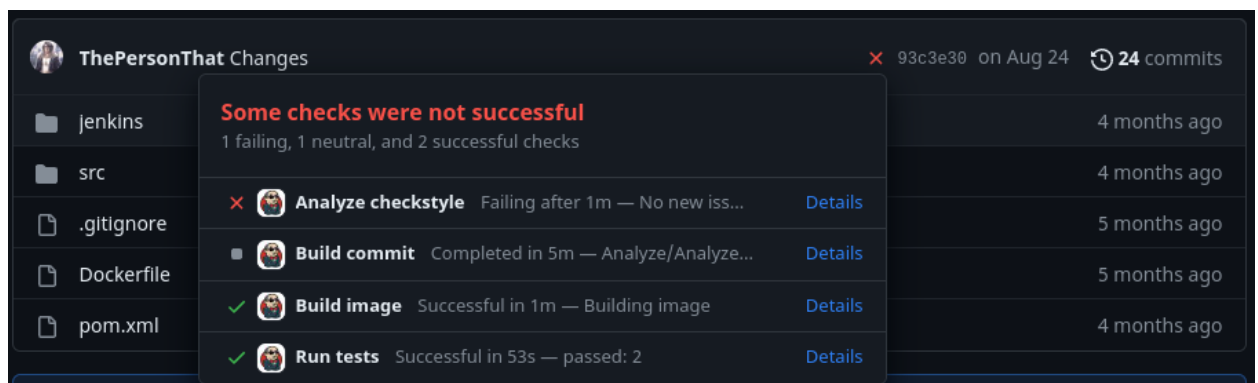 ThePersonThat Changes
93c3e30 on Aug 24 24 commits
Some checks were not successful
1 failing, 1 neutral, and 2 successful checks
Analyze checkstyle Failing after 1m — No new iss... Details
Build commit Completed in 5m — Analyze/Analyze... Details
Build image Successful in 1m — Building image Details
Run tests Successful in 53s — passed: 2 Details
jenkins 4 months ago
src 4 months ago
.gitignore 5 months ago
Dockerfile 5 months ago
pom.xml 4 months ago